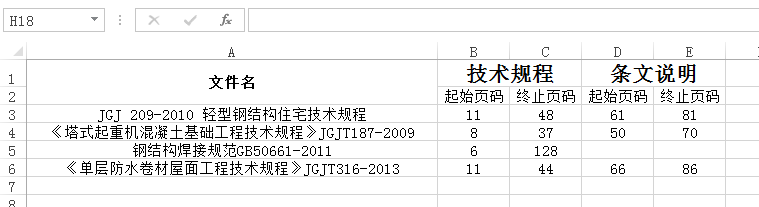 H18 fx
A B C D E
1 文件名 技术规程 条文说明
2 起始页码 终止页码 起始页码 终止页码
3 JGJ 209-2010 轻型钢结构住宅技术规程 11 48 61 81
4 《塔式起重机混凝土基础工程技术规程》JGJT187-2009 8 37 50 70
5 钢结构焊接规范GB50661-2011 6 128
6 《单层防水卷材屋面工程技术规程》JGJT316-2013 11 44 66 86
7
8